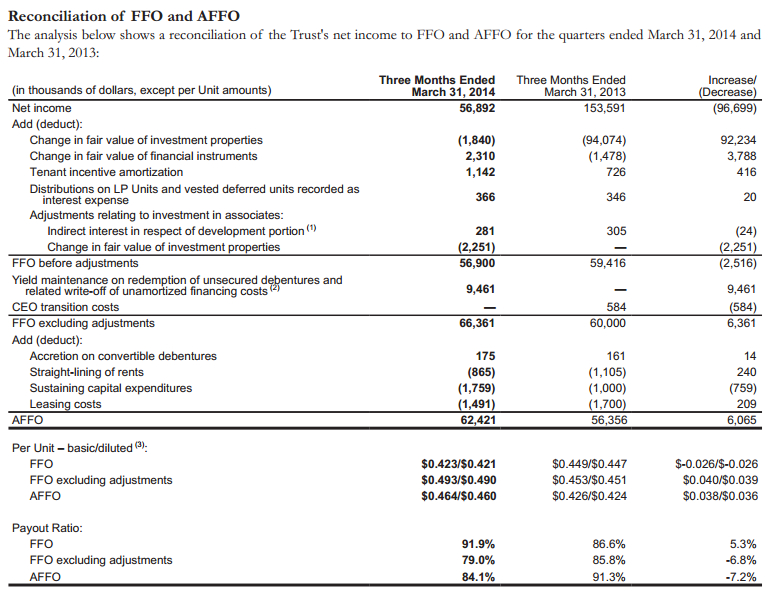 Reconciliation of FFO and AFFO
The analysis below shows a reconciliation of the Trust's net income to FFO and AFFO for the quarters ended March 31, 2014 and
March 31, 2013:
Three Months Ended Three Months Ended Increase/
(in thousands of dollars, except per Unit amounts) March 31, 2014 March 31, 2013 (Decrease)
Net income 56,892 153,591 (96,699)
Add (deduct):
Change in fair value of investment properties (1,840) (94,074) 92,234
Change in fair value of financial instruments 2,310 (1,478) 3,788
Tenant incentive amortization 1,142 726 416
Distributions on LP Units and vested deferred units recorded as
interest expense 366 346 20
Adjustments relating to investment in associates:
Indirect interest in respect of development portion (1) 281 305 (24)
Change in fair value of investment properties (2,251) — (2,251)
FFO before adjustments 56,900 59,416 (2,516)
Yield maintenance on redemption of unsecured debentures and
related write-off of unamortized financing costs (2) 9,461 — 9,461
CEO transition costs — 584 (584)
FFO excluding adjustments 66,361 60,000 6,361
Add (deduct):
Accretion on convertible debentures 175 161 14
Straight-lining of rents (865) (1,105) 240
Sustaining capital expenditures (1,759) (1,000) (759)
Leasing costs (1,491) (1,700) 209
AFFO 62,421 56,356 6,065
Per Unit – basic/diluted (3):
FFO $0.423/$0.421 $0.449/$0.447 $-0.026/$-0.026
FFO excluding adjustments $0.493/$0.490 $0.453/$0.451 $0.040/$0.039
AFFO $0.464/$0.460 $0.426/$0.424 $0.038/$0.036
Payout Ratio:
FFO 91.9% 86.6% 5.3%
FFO excluding adjustments 79.0% 85.8% -6.8%
AFFO 84.1% 91.3% -7.2%